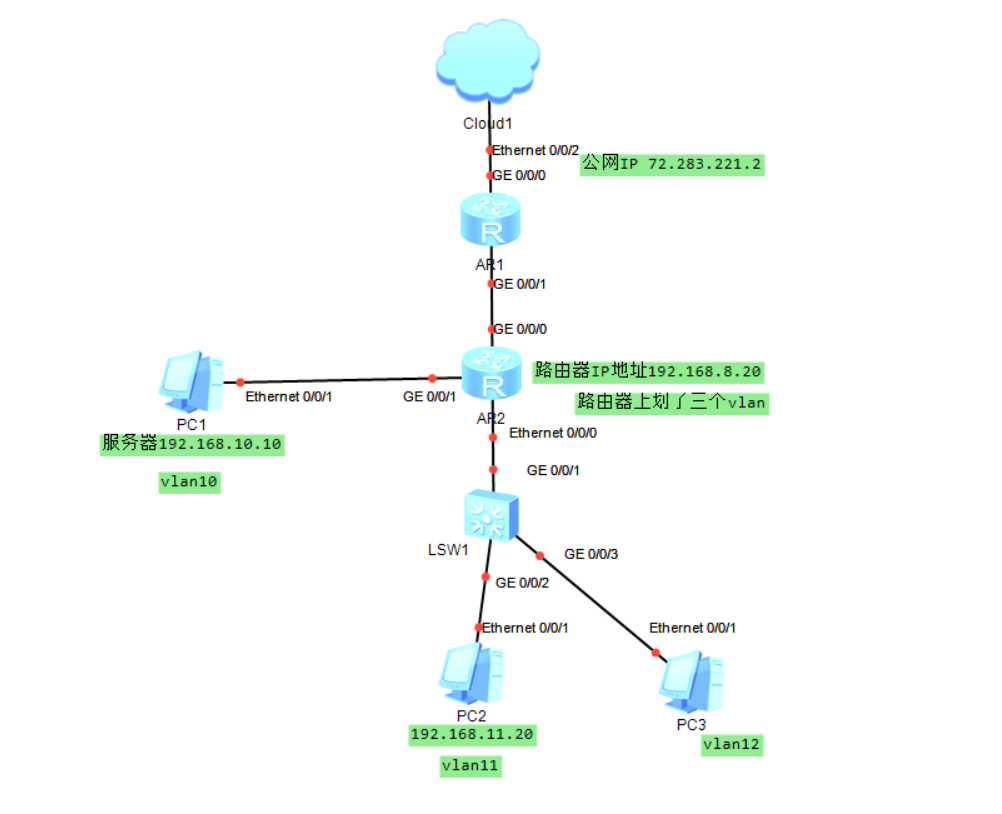 Cloud1
Ethernet 0/0/2
公网IP 72.283.221.2
GE 0/0/0
R
AR1
GE 0/0/1
GE 0/0/0
R
路由器IP地址192.168.8.20
Ethernet 0/0/1
GE 0/0/1
路由器上划了三个vlan
PC1
AR2
服务器192.168.10.10
Ethernet 0/0/0
vlan10
GE 0/0/1
LSW1
GE 0/0/3
GE 0/0/2
Ethernet 0/0/1
Ethernet 0/0/1
PC2
PC3
192.168.11.20
vlan12
vlan11